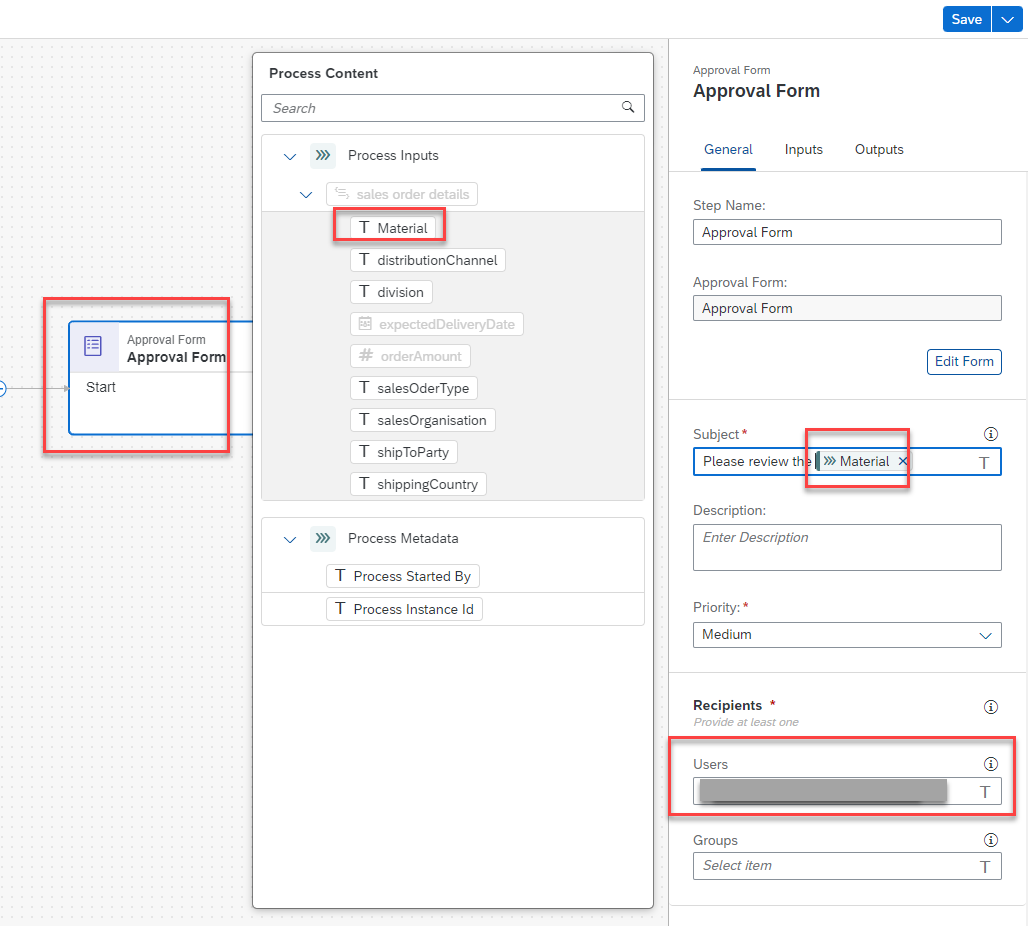 Save
Process Content
Search
Process Inputs
sales order details
Material
distributionChannel
division
expectedDeliveryDate
# orderAmount
salesOderType
salesOrganisation
shipToParty
shippingCountry
Process Metadata
Process Started By
Process Instance Id
Approval Form
Approval Form
Start
Approval Form
Approval Form
General Inputs Outputs
Step Name:
Approval Form
Approval Form:
Approval Form
Edit Form
Subject*
Please review the Material ×
Description:
Enter Description
Priority: *
Medium
Recipients *
Provide at least one
Users
Groups
Select item